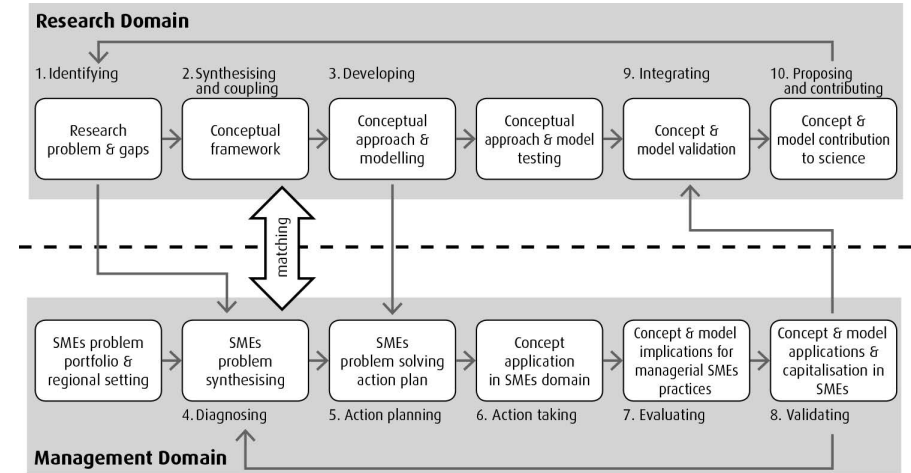 Research Domain
1. Identifying
2. Synthesising
and coupling
3. Developing
9. Integrating
10. Proposing
and contributing
Research
problem & gaps
Conceptual
framework
Conceptual
approach &
modelling
Conceptual
approach & model
testing
Concept &
model validation
Concept &
model contribution
to science
matching
SMEs problem
portfolio &
regional setting
SMEs
problem
synthesising
SMEs
problem solving
action plan
Concept
application
in SMEs domain
Concept & model
implications for
managerial SMEs
practices
Concept & model
applications &
capitalisation in
SMEs
4. Diagnosing
5. Action planning
6. Action taking
7. Evaluating
8. Validating
Management Domain